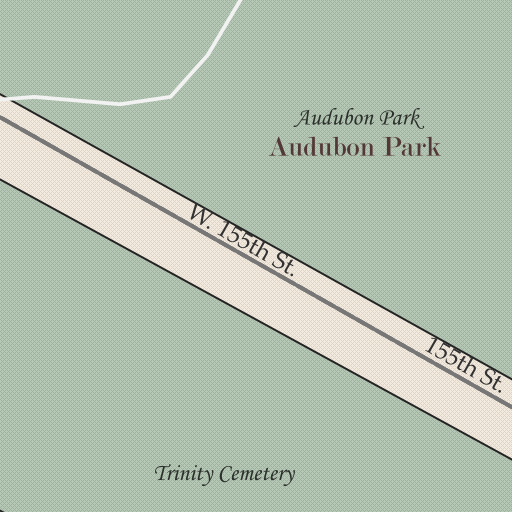 Audubon Park
Audubon Park
W. 155th St.
155th St.
Trinity Cemetery